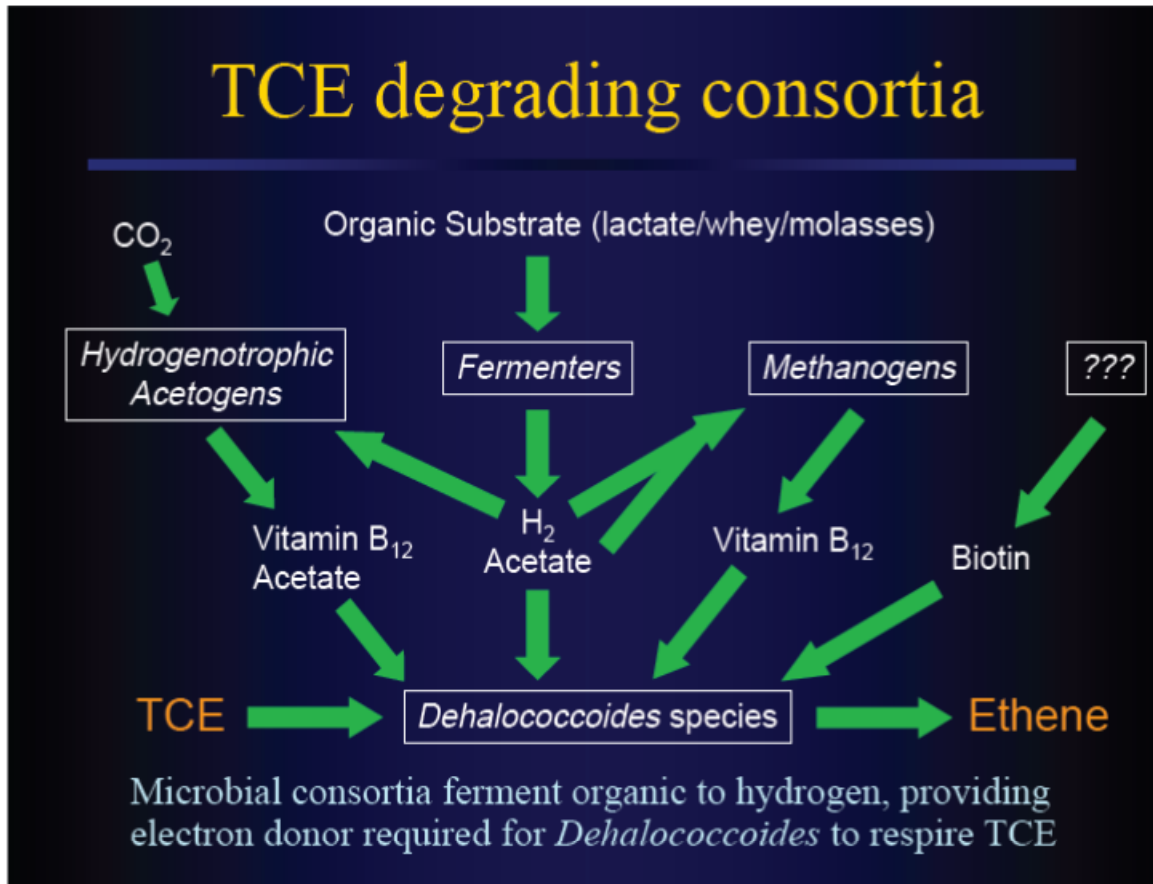 TCE degrading consortia
CO₂
Organic Substrate (lactate/whey/molasses)
Hydrogenotrophic
Acetogens
Fermenters
Methanogens
???
Vitamin B₁₂
Acetate
H₂
Acetate
Vitamin B₁₂
Biotin
TCE
Dehalococcoides species
Ethene
Microbial consortia ferment organic to hydrogen, providing
electron donor required for Dehalococcoides to respire TCE